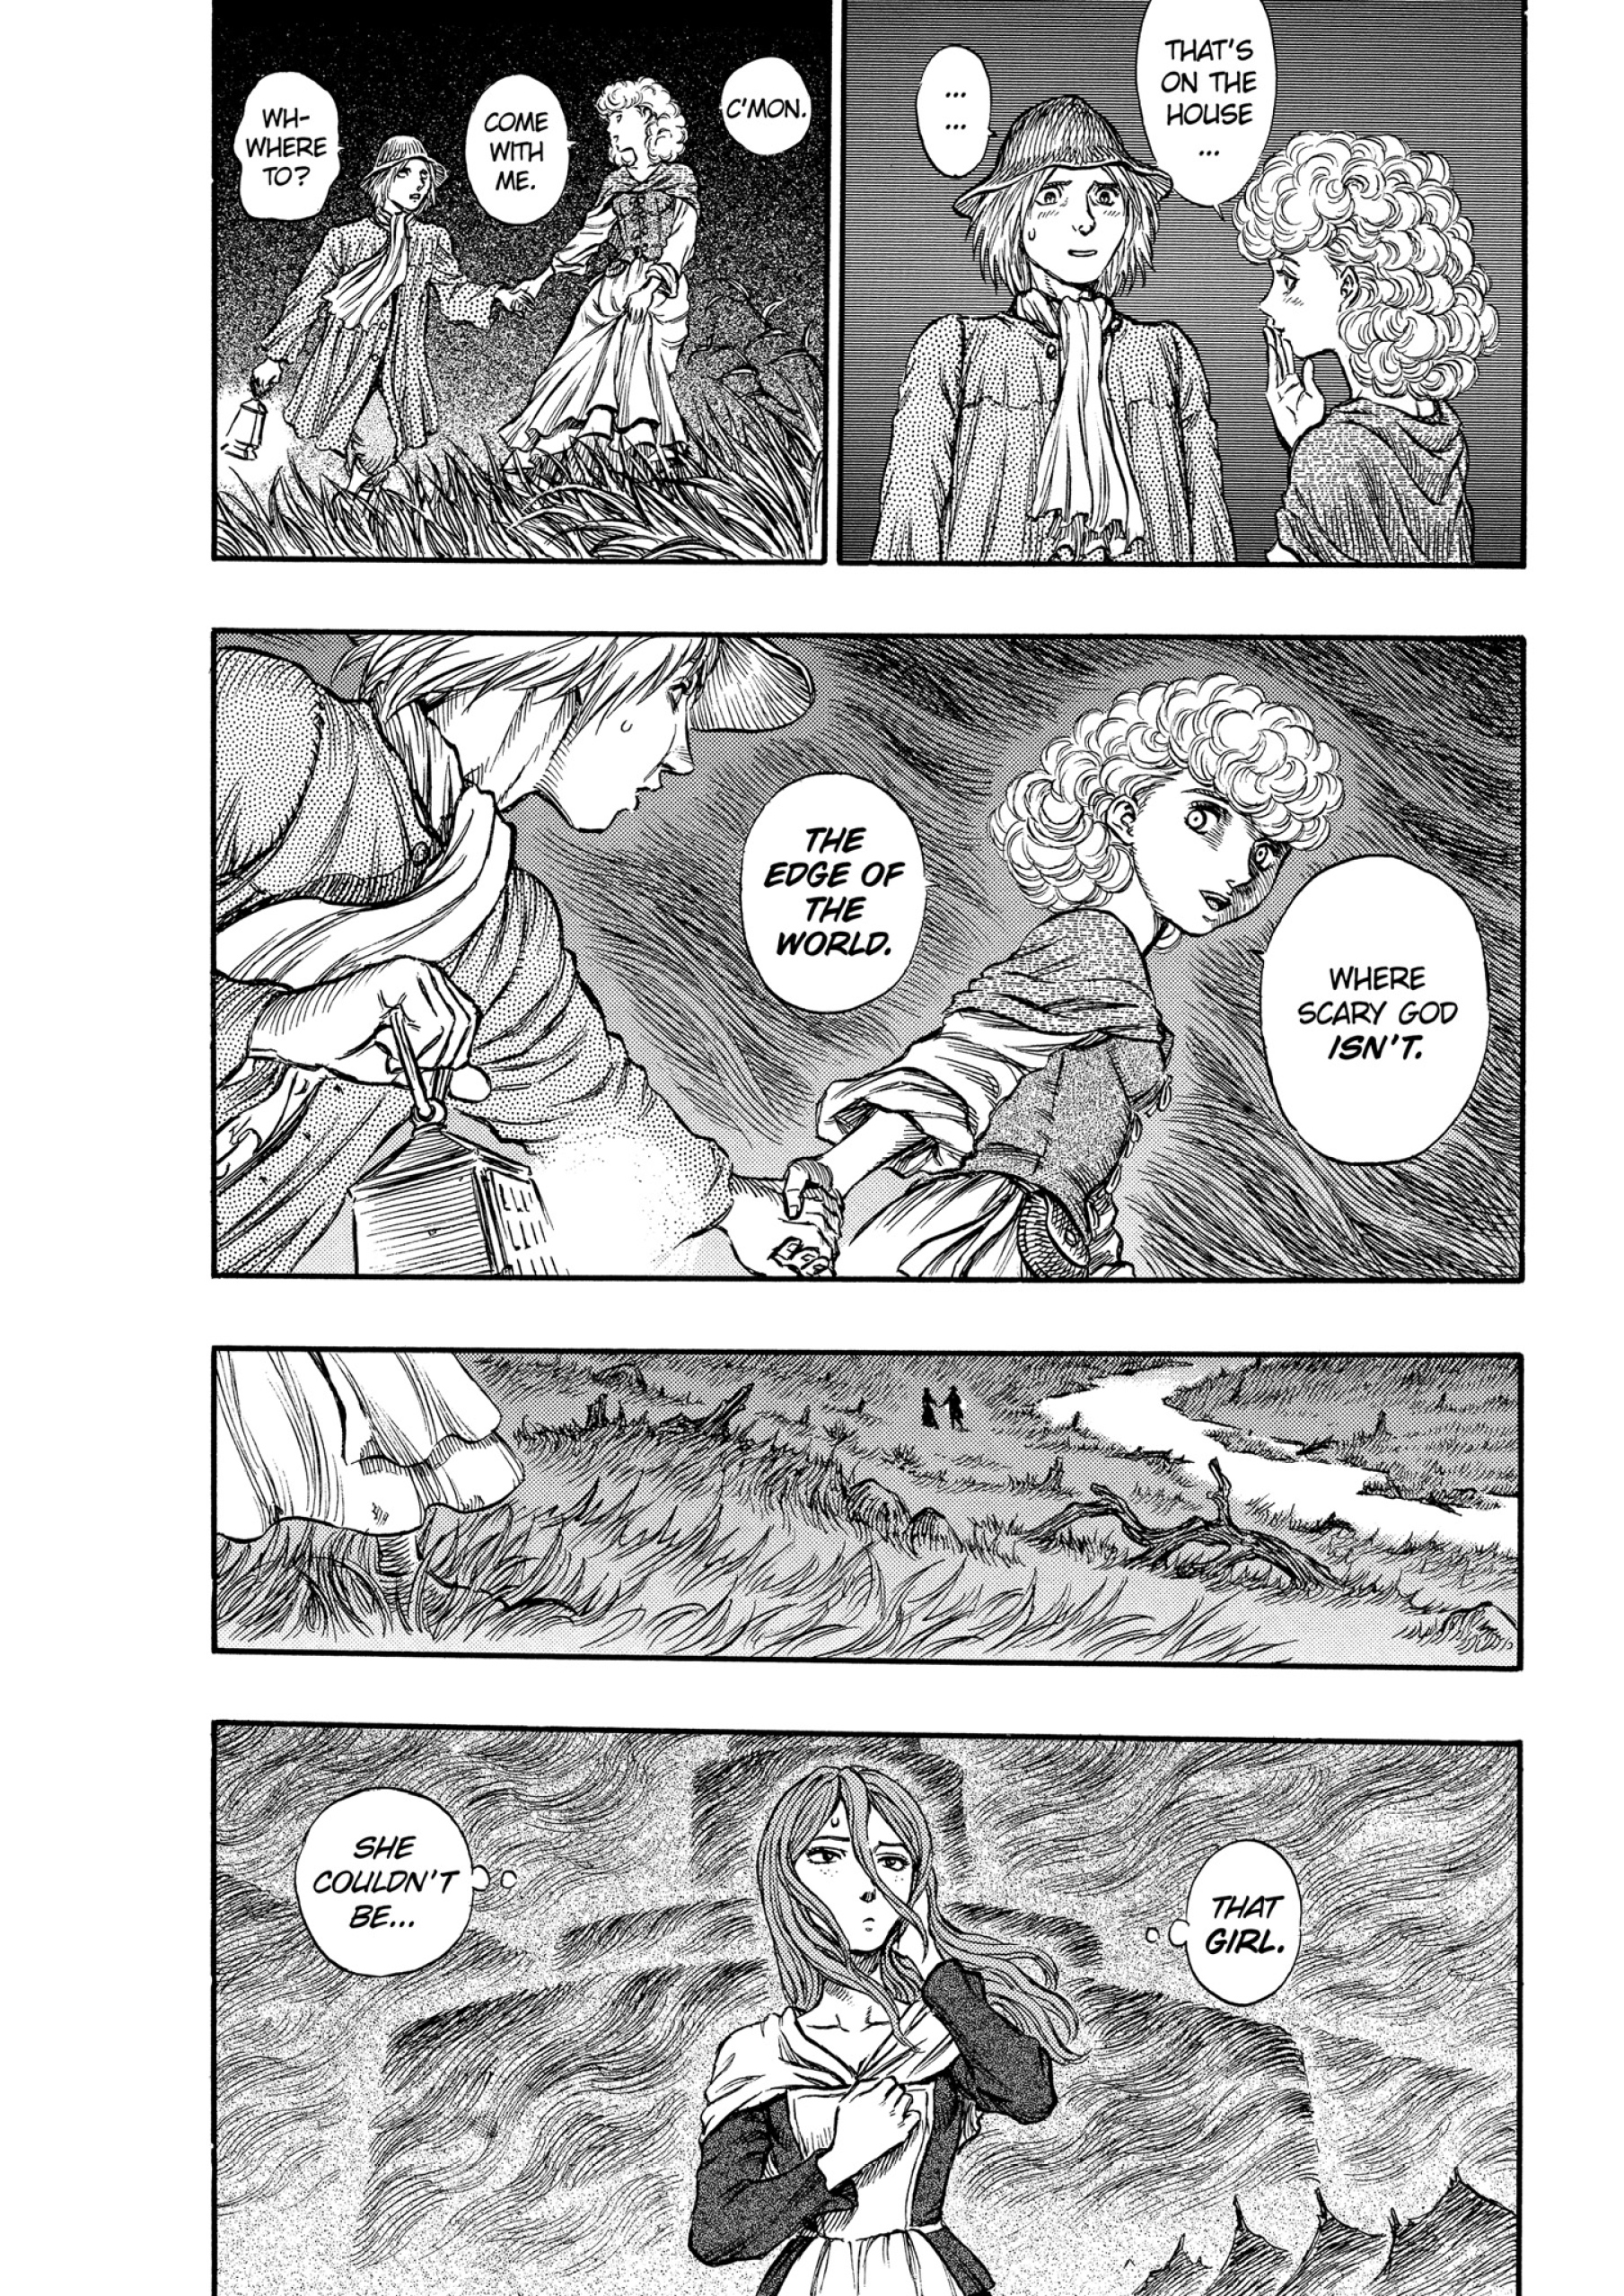 THAT'S
ON THE
HOUSE
...
...
...
C'MON.
COME
WITH
ME.
WH-
WHERE
TO?
WHERE
SCARY GOD
ISN'T.
THE
EDGE OF
THE
WORLD.
THAT
GIRL.
SHE
COULDN'T
BE...